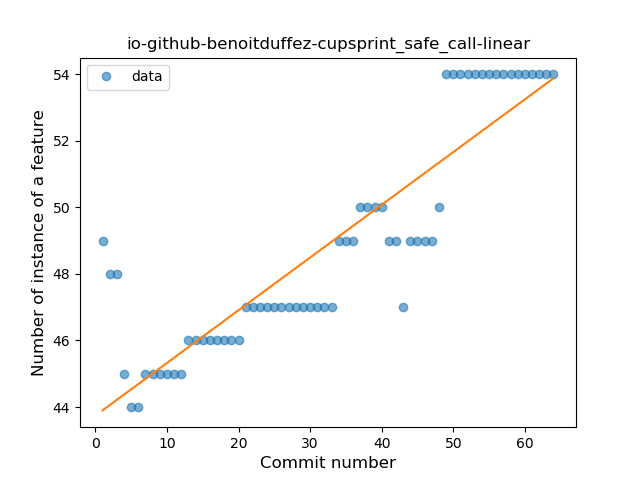 io-github-benoitduffez-cupsprint_safe_call-linear
data
Number of instance of a feature
54
52
50
48
46
44
0 10 20 30 40 50 60
Commit number